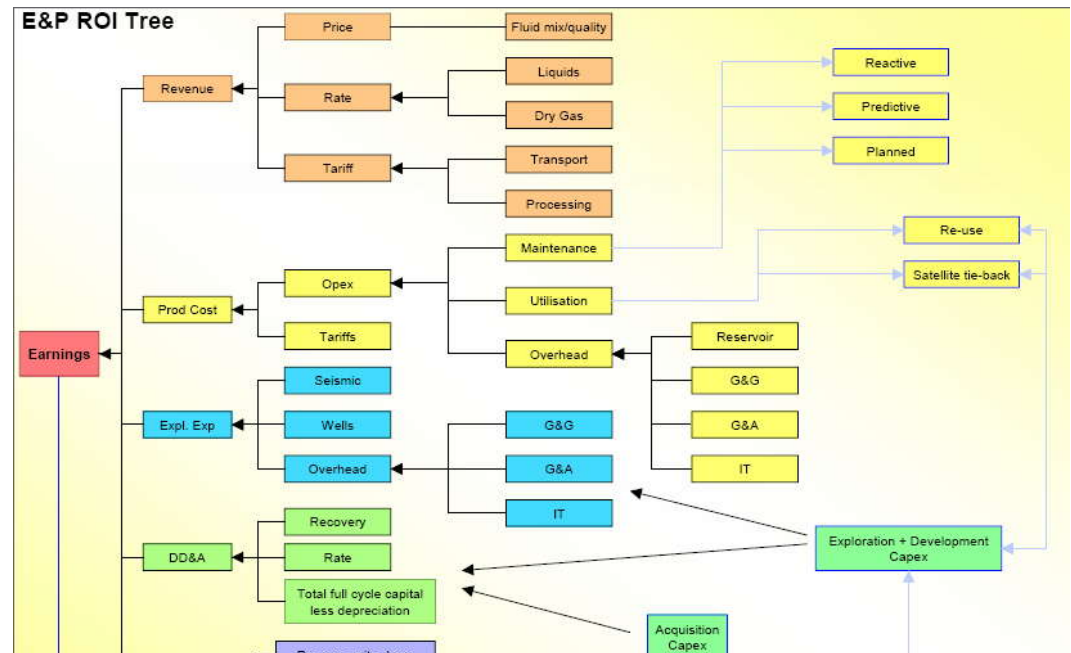 E&P ROI Tree
Price
Fluid mix/quality
Revenue
Rate
Liquids
Dry Gas
Tariff
Transport
Processing
Reactive
Predictive
Planned
Maintenance
Re-use
Satellite tie-back
Opex
Utilisation
Prod Cost
Tariffs
Overhead
Reservoir
G&G
G&A
IT
Earnings
Seismic
Expl. Exp
Wells
Overhead
G&G
G&A
IT
Recovery
DD&A
Rate
Total full cycle capital
less depreciation
Exploration + Development
Capex
Acquisition
Capex